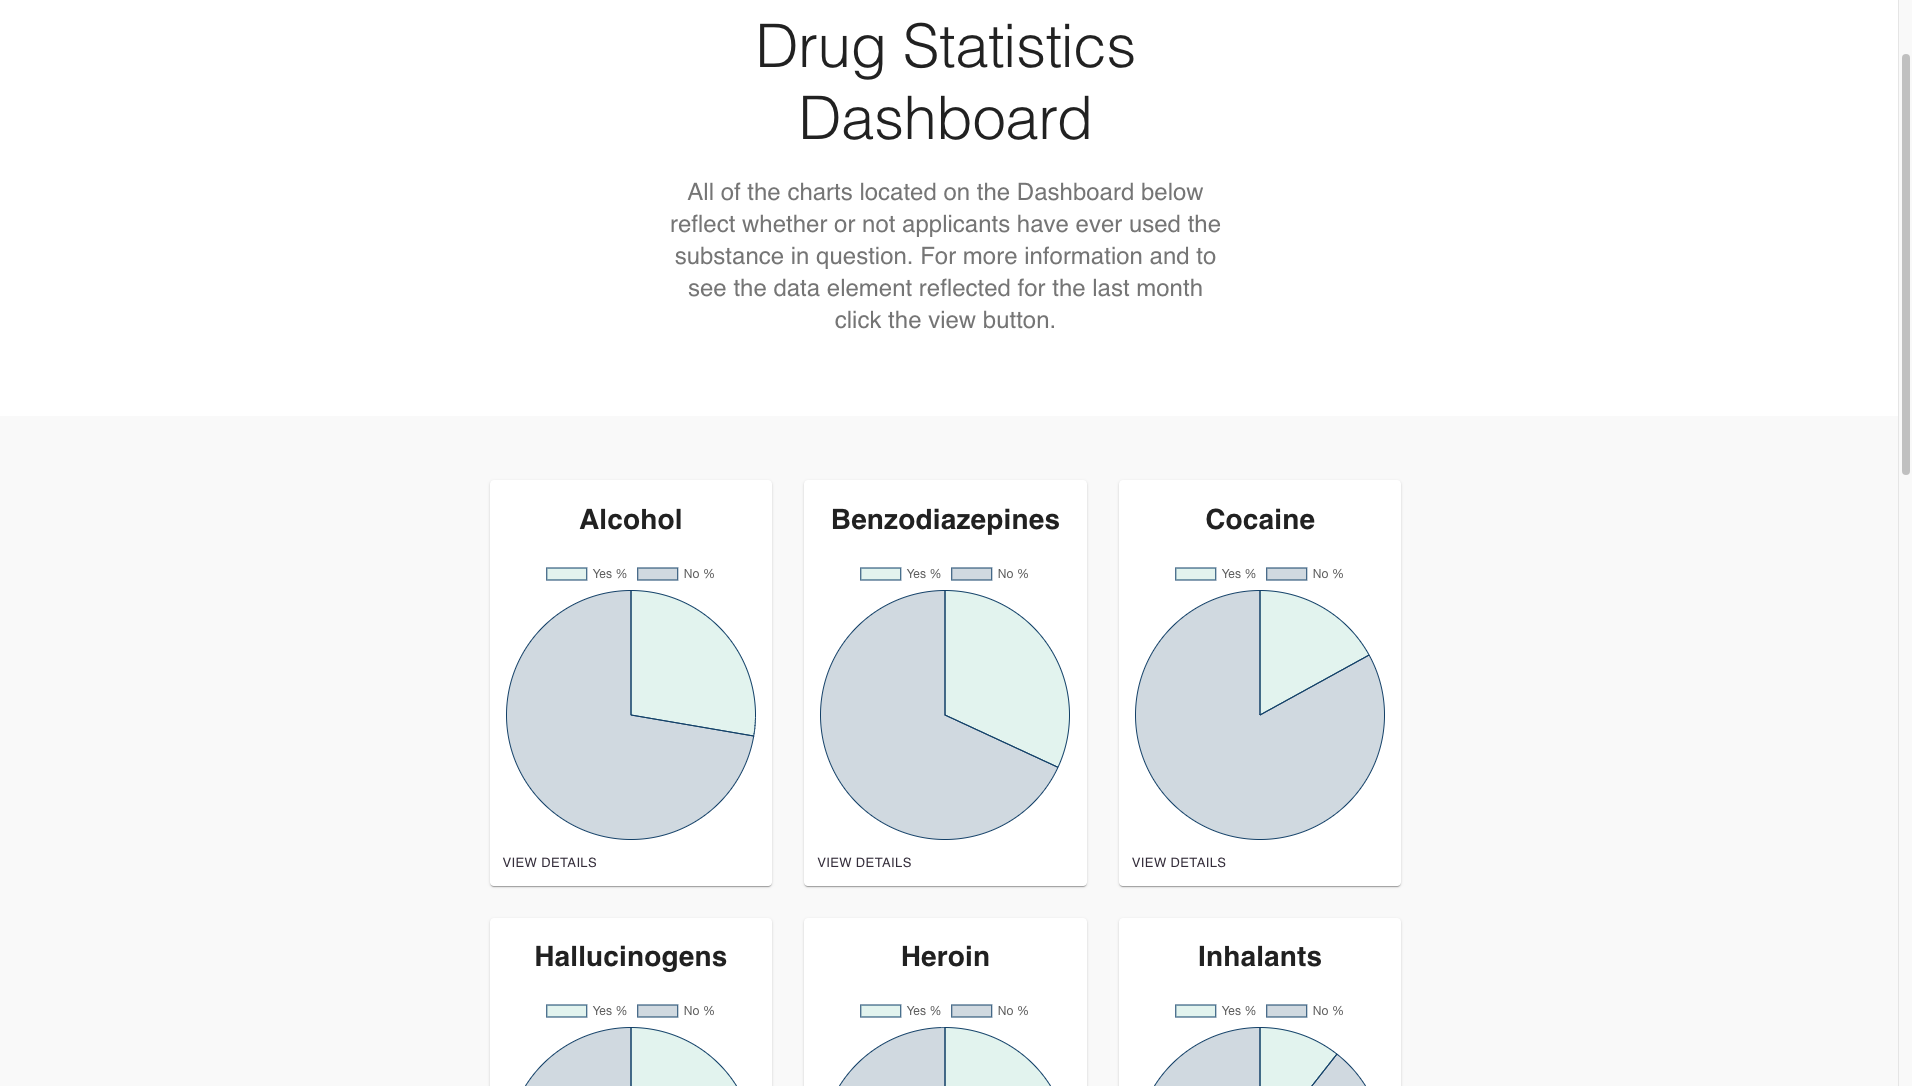 Drug Statistics
Dashboard
All of the charts located on the Dashboard below
reflect whether or not applicants have ever used the
substance in question. For more information and to
see the data element reflected for the last month
click the view button.
Alcohol
Yes % No %
VIEW DETAILS
Benzodiazepines
Yes % No %
VIEW DETAILS
Cocaine
Yes % No %
VIEW DETAILS
Hallucinogens
Yes % No %
Heroin
Yes % No %
Inhalants
Yes % No %